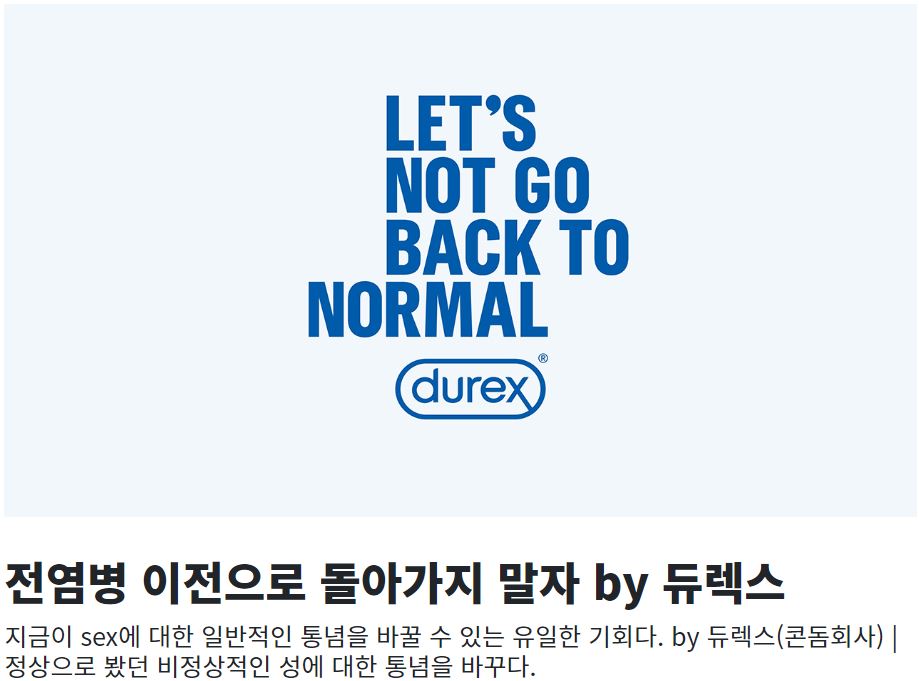 LET'S
NOT GO
BACK TO
NORMAL
durex®
전염병 이전으로 돌아가지 말자 by 듀렉스
지금이 sex에 대한 일반적인 통념을 바꿀 수 있는 유일한 기회다. by 듀렉스(콘돔회사) |
정상으로 봤던 비정상적인 성에 대한 통념을 바꾸다.